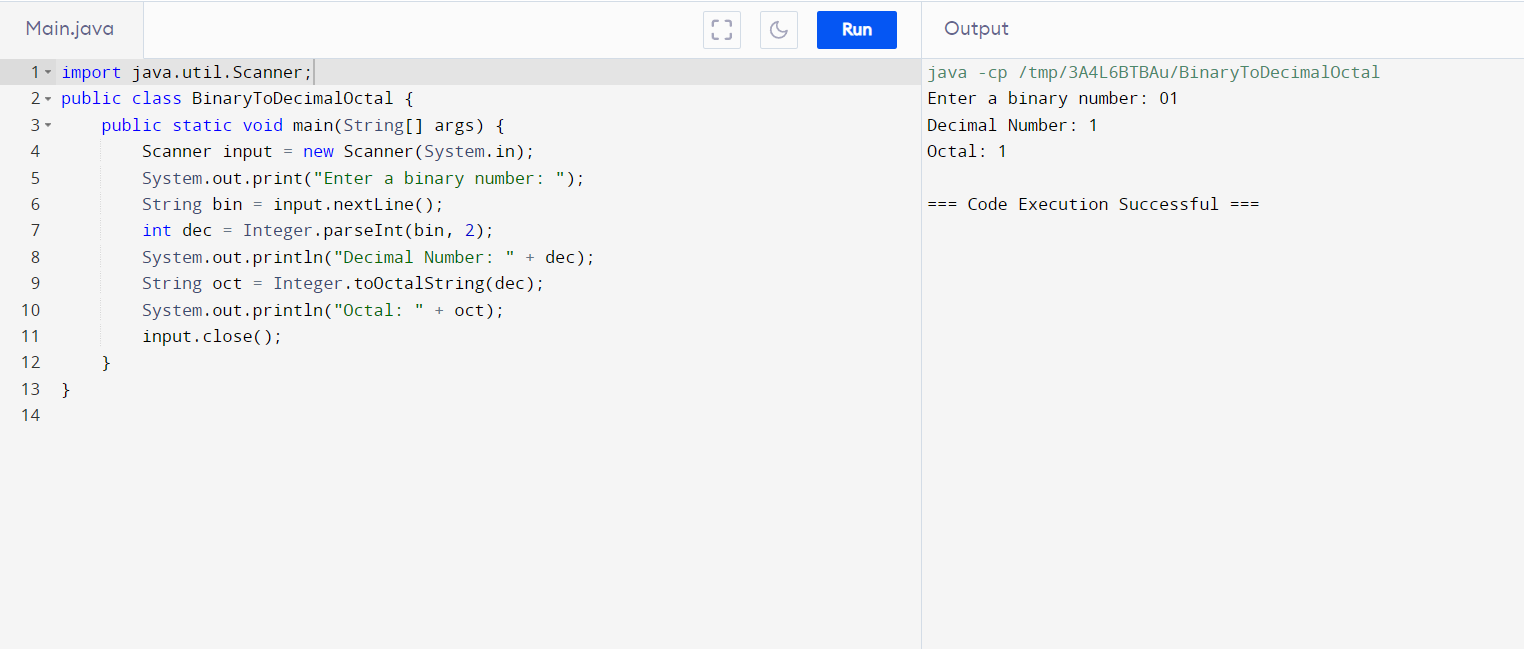 Main.java
Run
Output
1 import java.util.Scanner;
2 public class BinaryToDecimalOctal {
3     public static void main(String[] args) {
4         Scanner input = new Scanner(System.in);
5         System.out.print("Enter a binary number: ");
6         String bin = input.nextLine();
7         int dec = Integer.parseInt(bin, 2);
8         System.out.println("Decimal Number: " + dec);
9         String oct = Integer.toOctalString(dec);
10         System.out.println("Octal: " + oct);
11         input.close();
12     }
13 }
14
java -cp /tmp/3A4L6BTBAu/BinaryToDecimalOctal
Enter a binary number: 01
Decimal Number: 1
Octal: 1
=== Code Execution Successful ===